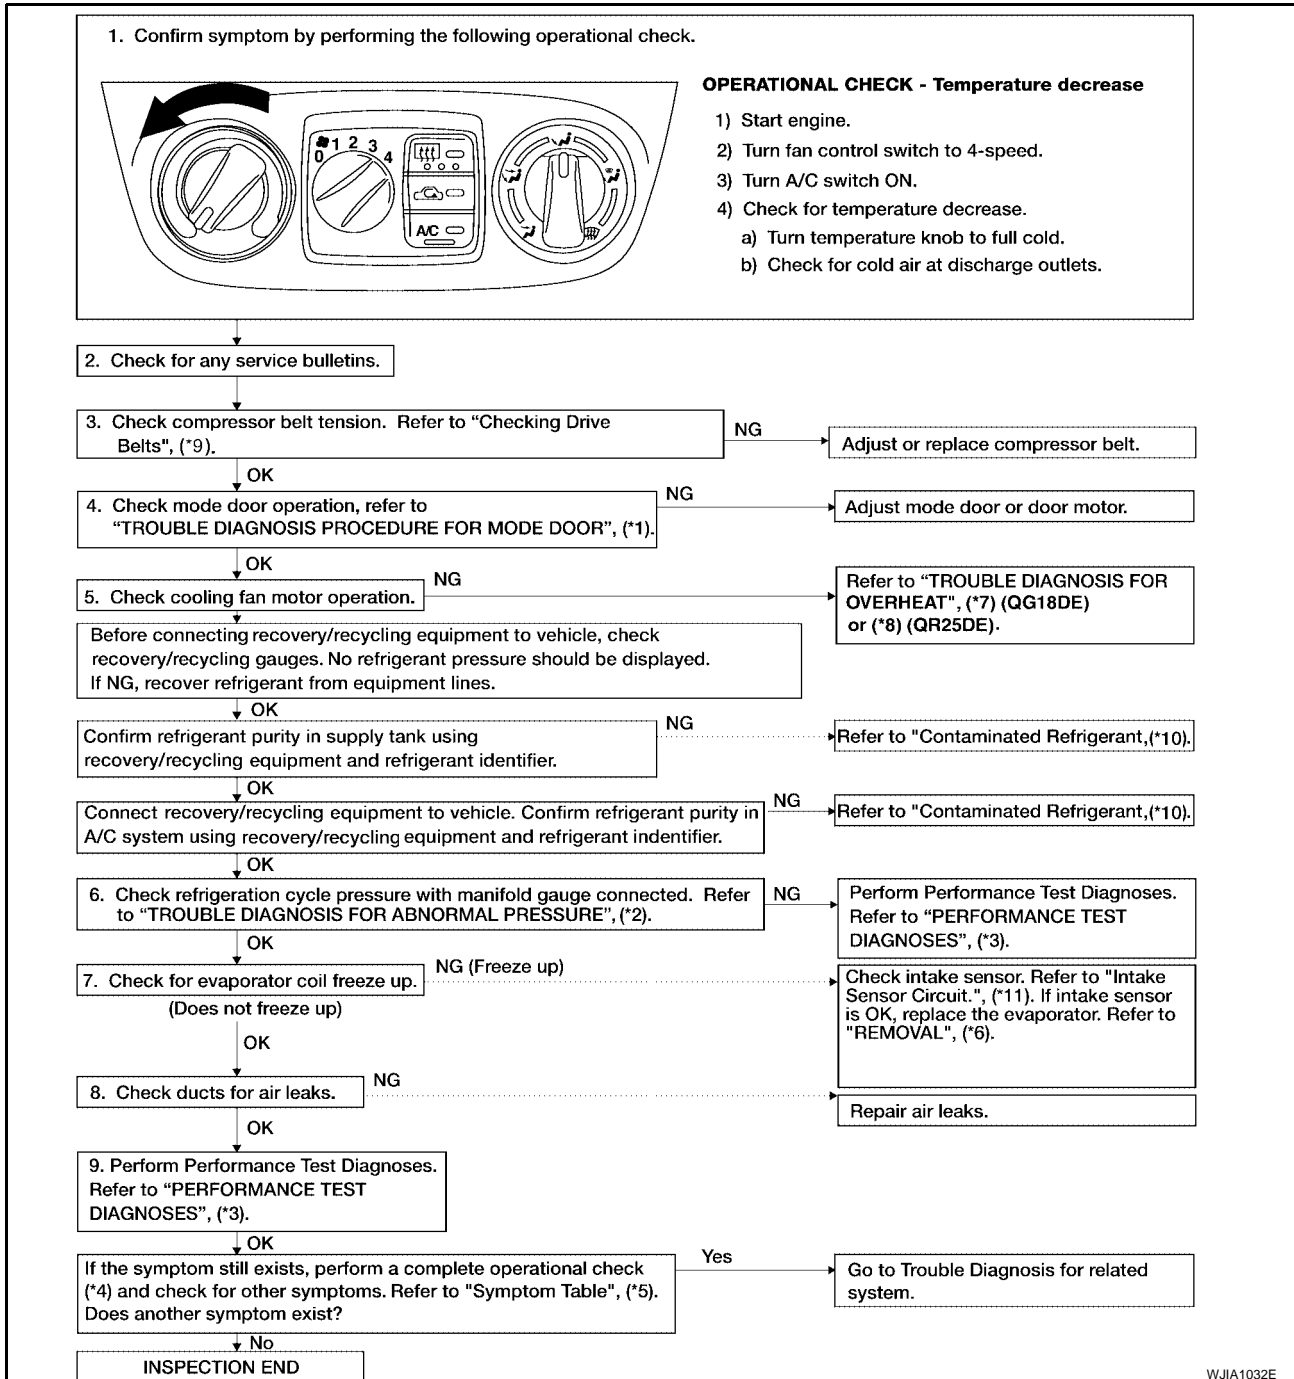 1. Confirm symptom by performing the following operational check.
OPERATIONAL CHECK - Temperature decrease
1) Start engine.
2) Turn fan control switch to 4-speed.
3) Turn A/C switch ON.
4) Check for temperature decrease.
a) Turn temperature knob to full cold.
b) Check for cold air at discharge outlets.
0 1 2 3 4
A/C
2. Check for any service bulletins.
3. Check compressor belt tension. Refer to “Checking Drive
Belts", (*9).
NG
Adjust or replace compressor belt.
OK
4. Check mode door operation, refer to
“TROUBLE DIAGNOSIS PROCEDURE FOR MODE DOOR”, (*1).
NG
Adjust mode door or door motor.
OK
5. Check cooling fan motor operation.
NG
Refer to “TROUBLE DIAGNOSIS FOR
OVERHEAT", (*7) (QG18DE)
or (*8) (QR25DE).
Before connecting recovery/recycling equipment to vehicle, check
recovery/recycling gauges. No refrigerant pressure should be displayed.
If NG, recover refrigerant from equipment lines.
OK
Confirm refrigerant purity in supply tank using
recovery/recycling equipment and refrigerant identifier.
NG
Refer to "Contaminated Refrigerant,(*10).
OK
Connect recovery/recycling equipment to vehicle. Confirm refrigerant purity in
A/C system using recovery/recycling equipment and refrigerant indentifier.
NG
Refer to "Contaminated Refrigerant,(*10).
OK
6. Check refrigeration cycle pressure with manifold gauge connected. Refer
to “TROUBLE DIAGNOSIS FOR ABNORMAL PRESSURE”, (*2).
NG
Perform Performance Test Diagnoses.
Refer to “PERFORMANCE TEST
DIAGNOSES”, (*3).
OK
7. Check for evaporator coil freeze up.
NG (Freeze up)
Check intake sensor. Refer to "Intake
Sensor Circuit.", (*11). If intake sensor
is OK, replace the evaporator. Refer to
"REMOVAL", (*6).
(Does not freeze up)
OK
8. Check ducts for air leaks.
NG
Repair air leaks.
OK
9. Perform Performance Test Diagnoses.
Refer to “PERFORMANCE TEST
DIAGNOSES”, (*3).
OK
If the symptom still exists, perform a complete operational check
(*4) and check for other symptoms. Refer to "Symptom Table", (*5).
Does another symptom exist?
Yes
Go to Trouble Diagnosis for related
system.
No
INSPECTION END
WJIA1032E